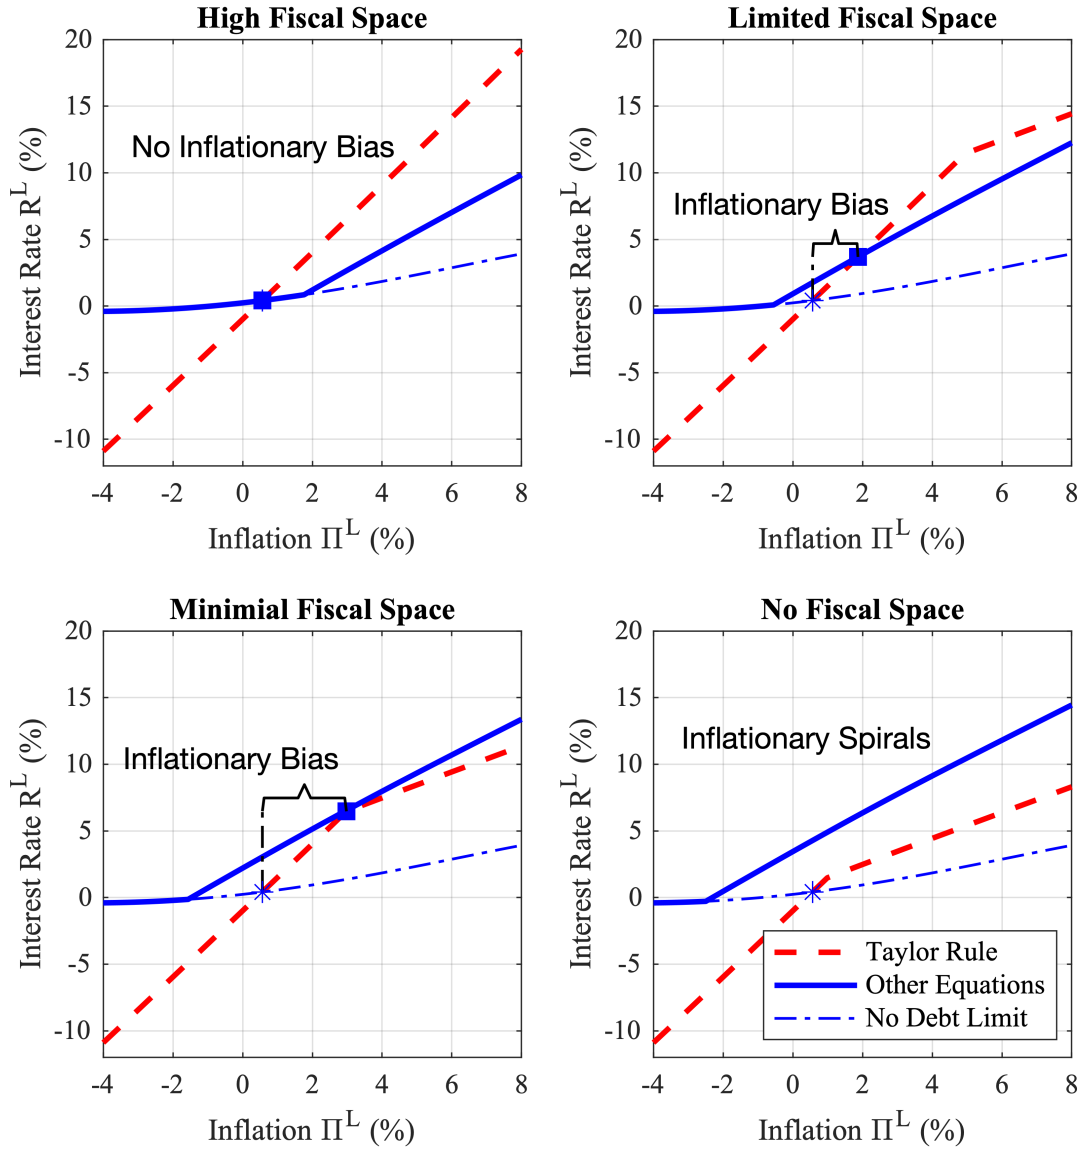 High Fiscal Space
20
15
10
5
0
-5
-10
-4 -2 0 2 4 6 8
Interest Rate R^L (%)
Inflation Π^L (%)
No Inflationary Bias
Limited Fiscal Space
20
15
10
5
0
-5
-10
-4 -2 0 2 4 6 8
Interest Rate R^L (%)
Inflation Π^L (%)
Inflationary Bias
Minimial Fiscal Space
20
15
10
5
0
-5
-10
-4 -2 0 2 4 6 8
Interest Rate R^L (%)
Inflation Π^L (%)
Inflationary Bias
No Fiscal Space
20
15
10
5
0
-5
-10
-4 -2 0 2 4 6 8
Interest Rate R^L (%)
Inflation Π^L (%)
Inflationary Spirals
Taylor Rule
Other Equations
No Debt Limit